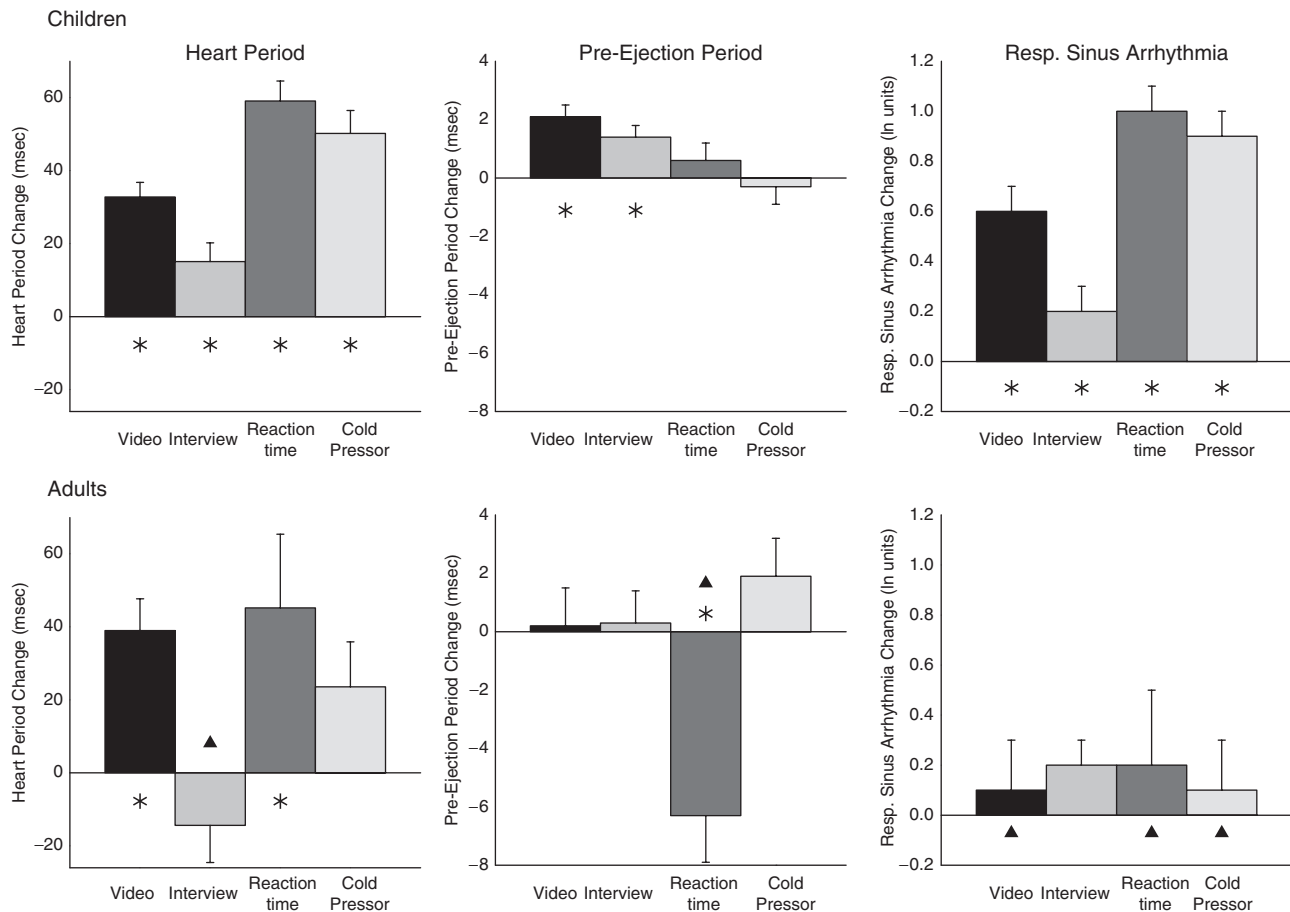 Children
Heart Period
Pre-Ejection Period
Resp. Sinus Arrhythmia
Heart Period Change (msec)
60
40
20
0
−20
* * * *
Video Interview Reaction time Cold Pressor
Pre-Ejection Period Change (msec)
4
2
0
−2
−4
−6
−8
* *
Video Interview Reaction time Cold Pressor
Resp. Sinus Arrhythmia Change (ln units)
1.2
1.0
0.8
0.6
0.4
0.2
0.0
−0.2
* * * *
Video Interview Reaction time Cold Pressor
Adults
Heart Period Change (msec)
60
40
20
0
−20
* *
Video Interview Reaction time Cold Pressor
Pre-Ejection Period Change (msec)
4
2
0
−2
−4
−6
−8
*
Video Interview Reaction time Cold Pressor
Resp. Sinus Arrhythmia Change (ln units)
1.2
1.0
0.8
0.6
0.4
0.2
0.0
−0.2
Video Interview Reaction time Cold Pressor